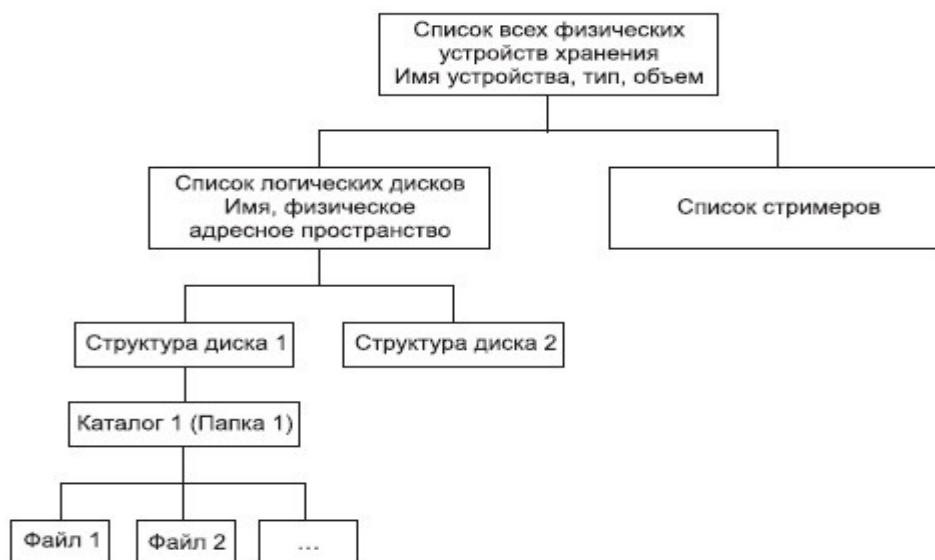 Список всех физических
устройств хранения
Имя устройства, тип, объем
Список логических дисков
Имя, физическое
адресное пространство
Список стримеров
Структура диска 1
Структура диска 2
Каталог 1 (Папка 1)
Файл 1
Файл 2
...